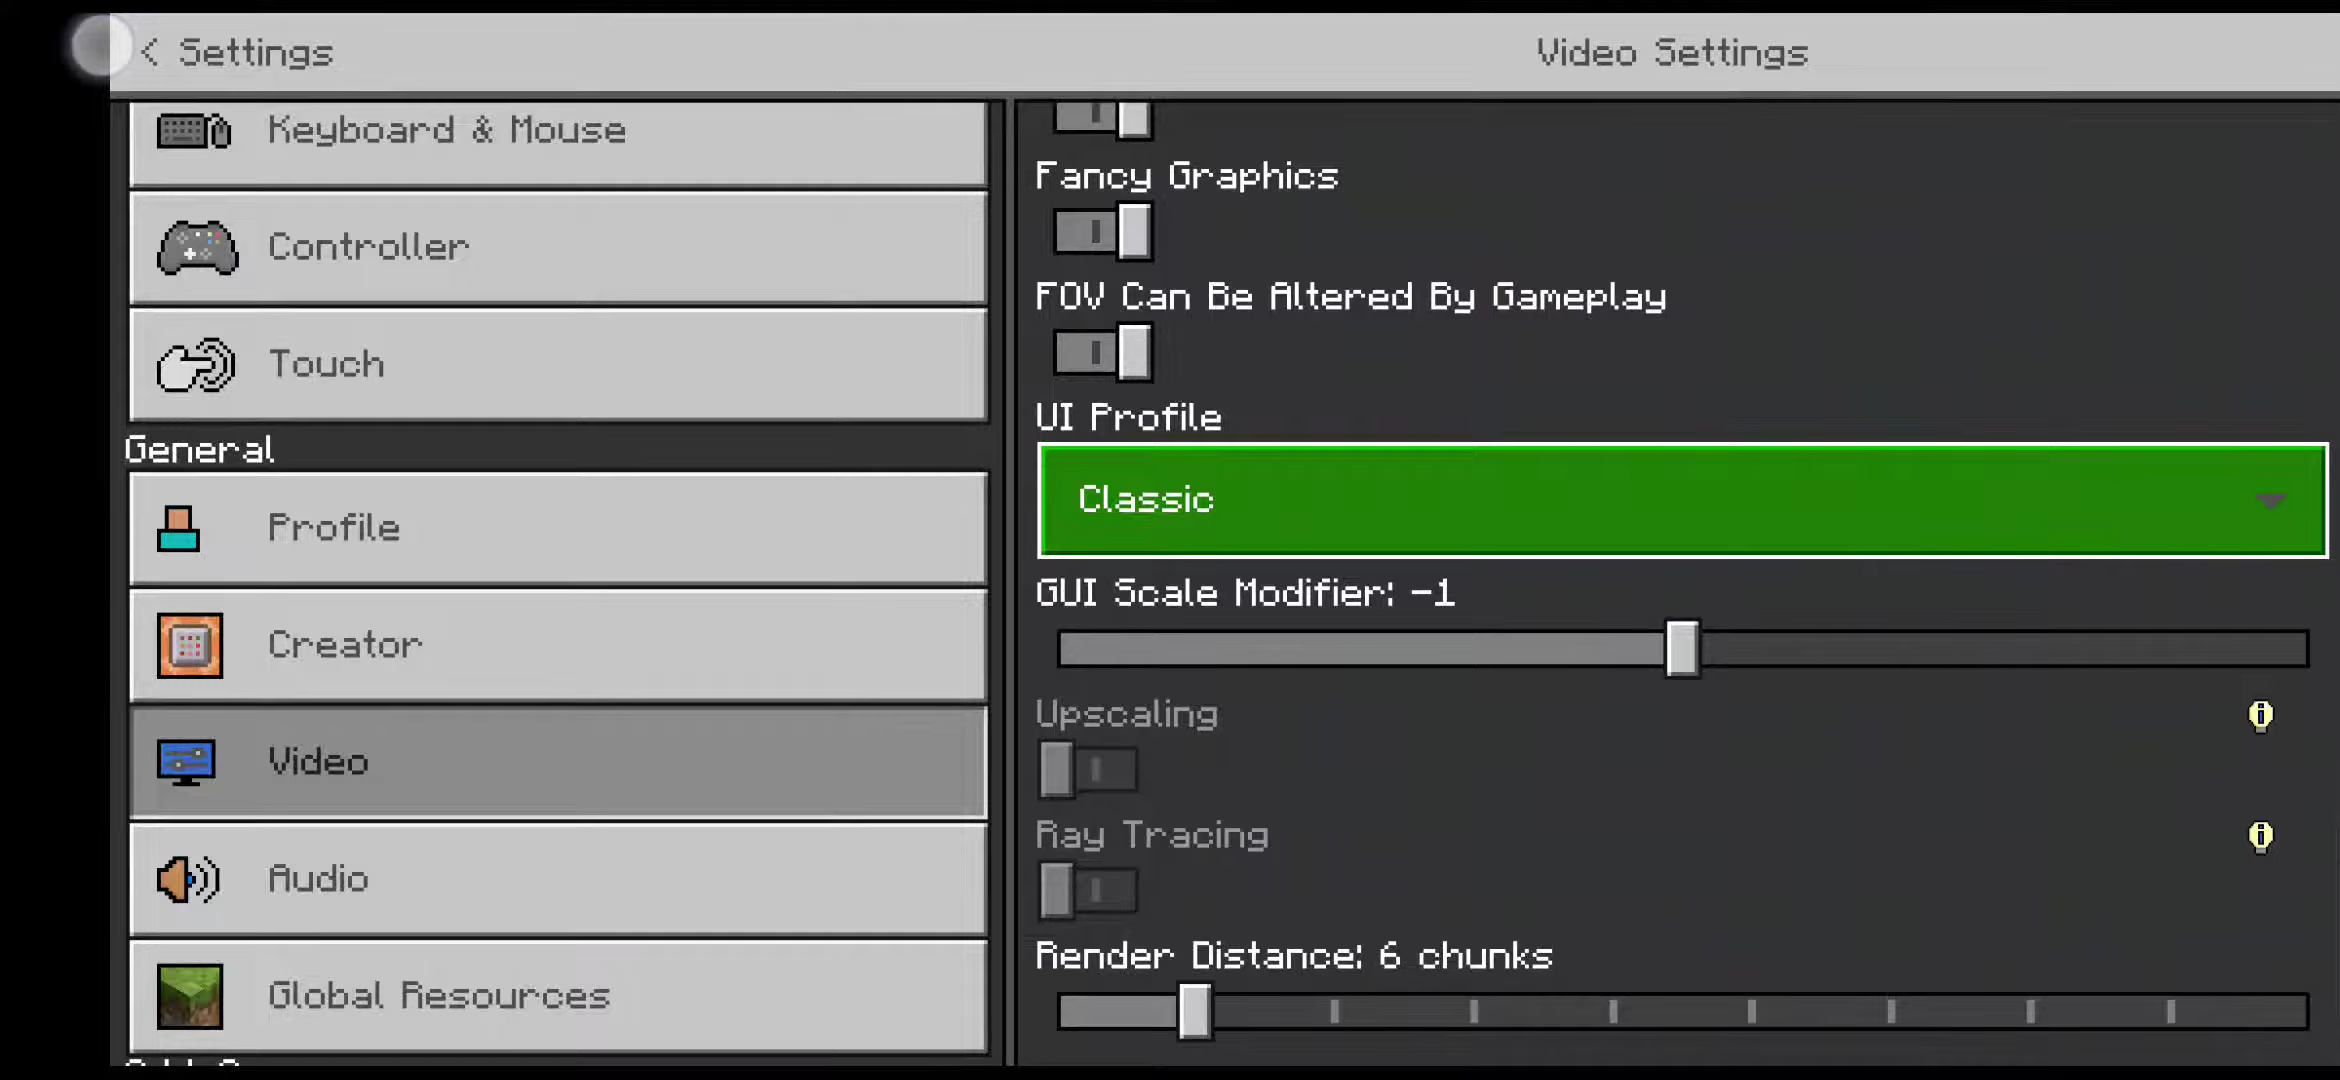 < Settings
Video Settings
Keyboard & Mouse
Controller
Touch
General
Profile
Creator
Video
Audio
Global Resources
Fancy Graphics
FOV Can Be Altered By Gameplay
UI Profile
Classic
GUI Scale Modifier: -1
Upscaling
Ray Tracing
Render Distance: 6 chunks